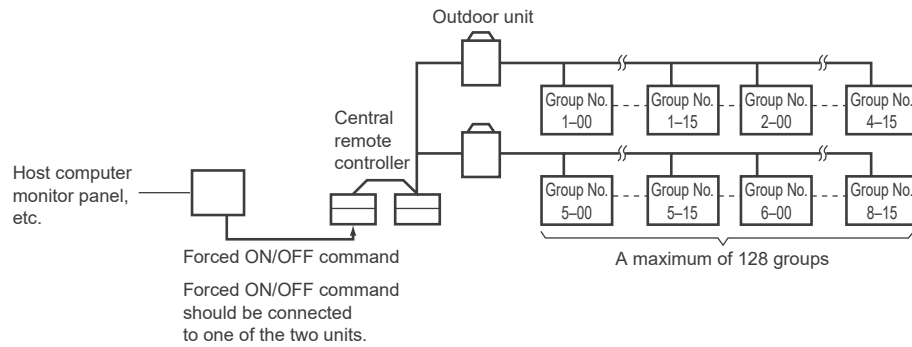 Outdoor unit
Group No.
1–00
Group No.
1–15
Group No.
2–00
Group No.
4–15
Central
remote
controller
Host computer
monitor panel,
etc.
Group No.
5–00
Group No.
5–15
Group No.
6–00
Group No.
8–15
Forced ON/OFF command
A maximum of 128 groups
Forced ON/OFF command
should be connected
to one of the two units.